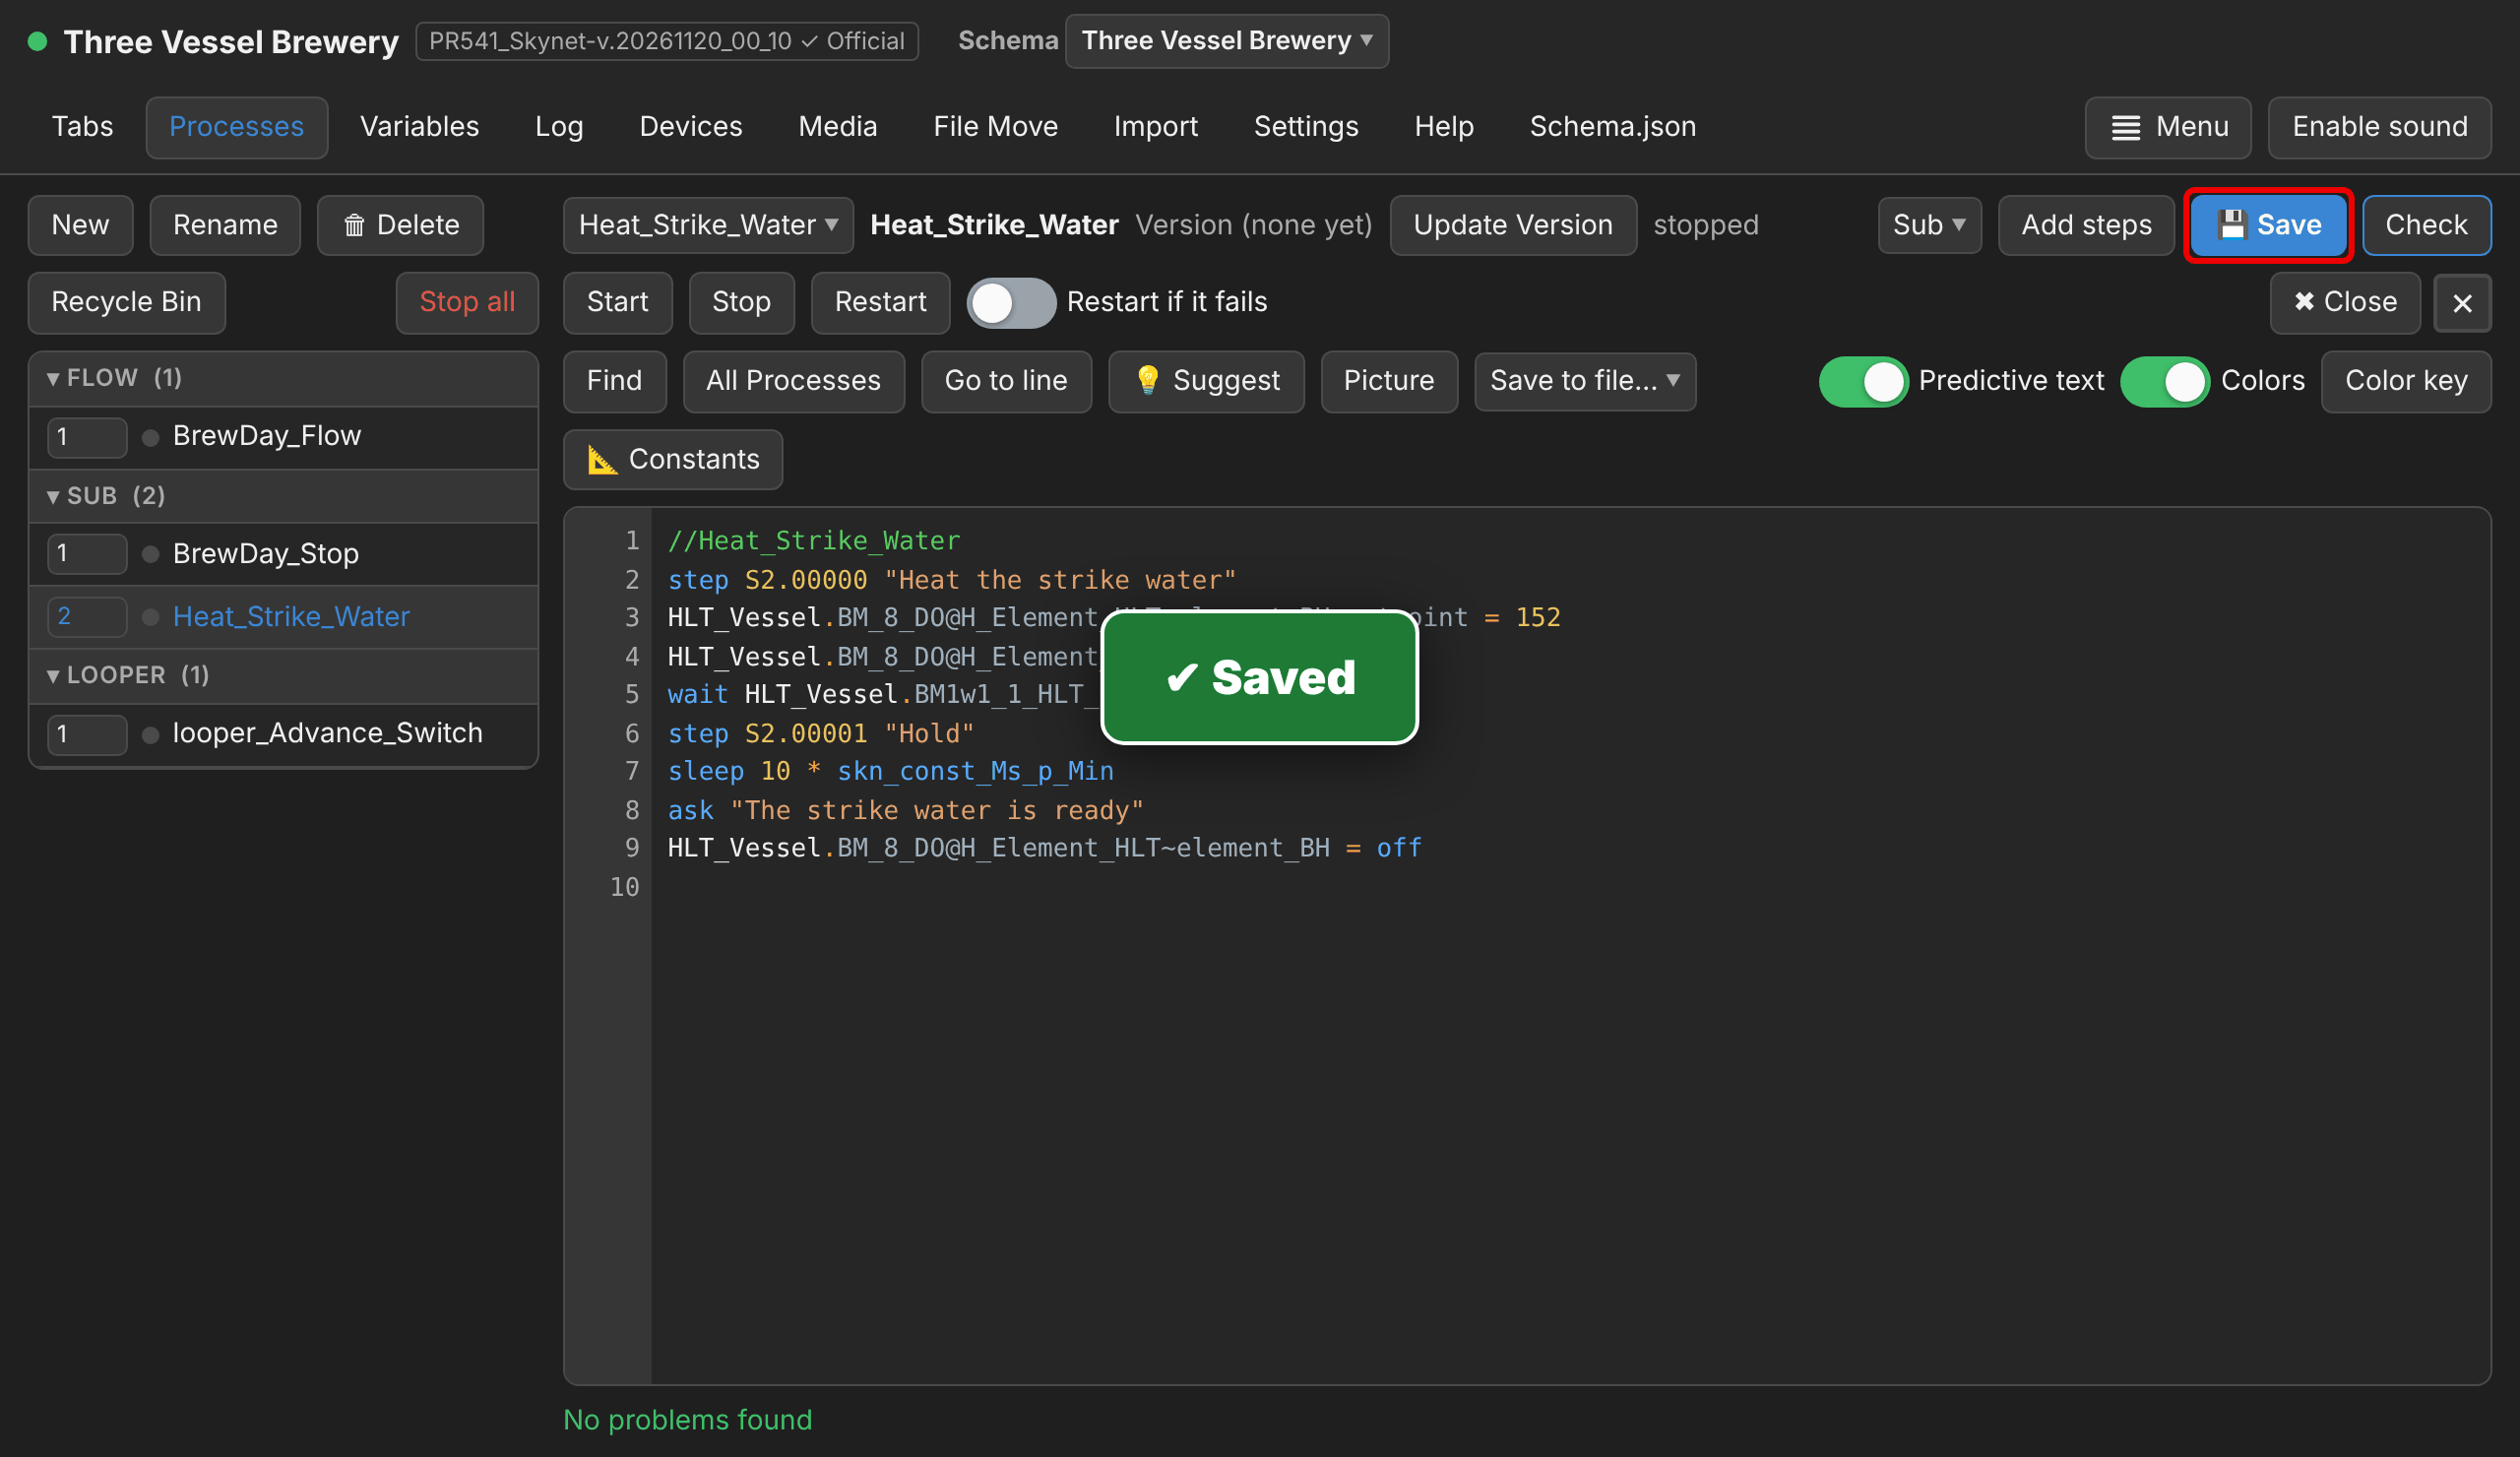 Three Vessel Brewery PR541_Skynet-v.20261120_00_10 ✓ Official Schema Three Vessel Brewery ▾
Tabs Processes Variables Log Devices Media File Move Import Settings Help Schema.json Menu Enable sound
New Rename Delete Heat_Strike_Water ▾ Heat_Strike_Water Version (none yet) Update Version stopped Sub ▾ Add steps Save Check
Recycle Bin Stop all Start Stop Restart Restart if it fails ✖ Close ✕
Find All Processes Go to line Suggest Picture Save to file... ▾ Predictive text Colors Color key
Constants
▾ FLOW (1)
1 BrewDay_Flow
▾ SUB (2)
1 BrewDay_Stop
2 Heat_Strike_Water
▾ LOOPER (1)
1 looper_Advance_Switch
1 //Heat_Strike_Water
2 step S2.00000 "Heat the strike water"
3 HLT_Vessel.BM_8_DO@H_Element = 152
4 HLT_Vessel.BM_8_DO@H_Element
5 wait HLT_Vessel.BM1w1_1_HLT_
✔ Saved
6 step S2.00001 "Hold"
7 sleep 10 * skn_const_Ms_p_Min
8 ask "The strike water is ready"
9 HLT_Vessel.BM_8_DO@H_Element_HLT~element_BH = off
10
No problems found